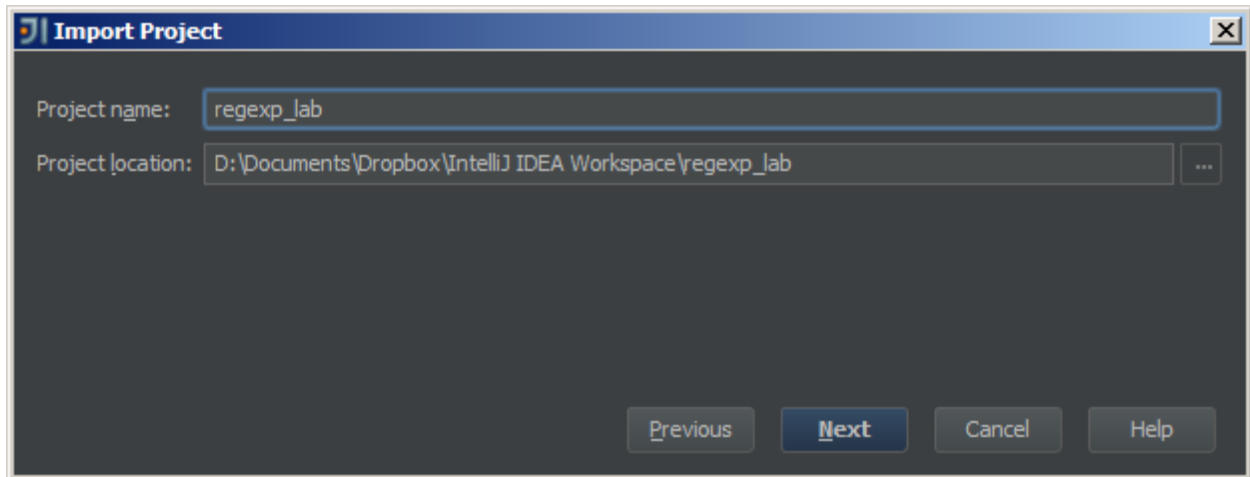 Import Project
Project name: regexp_lab
Project location: D:\Documents\Dropbox\IntelliJ IDEA Workspace\regexp_lab ...
Previous Next Cancel Help